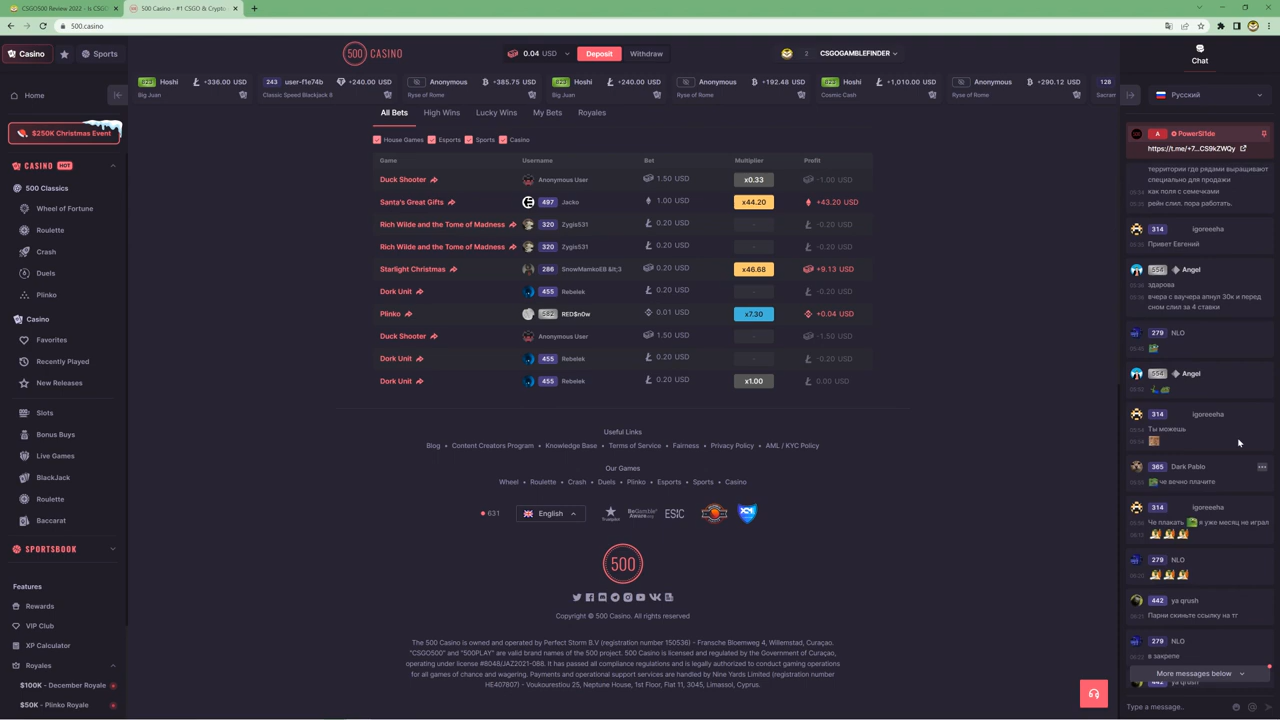 CSGO500 Review 2022 - Is CSG
500 Casino - #1 CSGO & Crypto
500.casino
Casino
Sports
500 CASINO
0.04 USD
Deposit
Withdraw
2
CSGOGAMBLEFINDER
Chat
Hoshi
+336.00 USD
Big Juan
243
user-f1e74b
+240.00 USD
Classic Speed Blackjack 8
Anonymous
+385.75 USD
Ryse of Rome
Hoshi
+240.00 USD
Big Juan
Anonymous
+192.48 USD
Ryse of Rome
Hoshi
+1,010.00 USD
Cosmic Cash
Anonymous
+290.12 USD
Ryse of Rome
128
Home
$250K Christmas Event
CASINO HOT
500 Classics
Wheel of Fortune
Roulette
Crash
Duels
Plinko
Casino
Favorites
Recently Played
New Releases
Slots
Bonus Buys
Live Games
BlackJack
Roulette
Baccarat
SPORTSBOOK
Features
Rewards
VIP Club
XP Calculator
Royales
$100K - December Royale
$50K - Plinko Royale
All Bets
High Wins
Lucky Wins
My Bets
Royales
House Games
Esports
Sports
Casino
Game Username Bet Multiplier Profit
Duck Shooter Anonymous User 1.50 USD x0.33 -1.00 USD
Santa's Great Gifts 497 Jacko 1.00 USD x44.20 +43.20 USD
Rich Wilde and the Tome of Madness 320 Zygis531 0.20 USD - -0.20 USD
Rich Wilde and the Tome of Madness 320 Zygis531 0.20 USD - -0.20 USD
Starlight Christmas 286 SnowMamkoE8 &lt;3 0.20 USD x46.68 +9.13 USD
Dork Unit 455 Rebelek 0.20 USD - -0.20 USD
Plinko 582 RED$n0w 0.01 USD x7.30 +0.04 USD
Duck Shooter Anonymous User 1.50 USD - -1.50 USD
Dork Unit 455 Rebelek 0.20 USD - -0.20 USD
Dork Unit 455 Rebelek 0.20 USD x1.00 0.00 USD
Useful Links
Blog · Content Creators Program · Knowledge Base · Terms of Service · Fairness · Privacy Policy · AML / KYC Policy
Our Games
Wheel · Roulette · Crash · Duels · Plinko · Esports · Sports · Casino
631
English
Trustpilot
BeGambleAware.org
ESIC
500
Copyright © 500 Casino. All rights reserved
The 500 Casino is owned and operated by Perfect Storm B.V (registration number 150536) - Fransche Bloemweg 4, Willemstad, Curaçao.
"CSGO500" and "500PLAY" are valid brand names of the 500 project. 500 Casino is licensed and regulated by the Government of Curaçao,
operating under license #8048/JAZ2021-088. It has passed all compliance regulations and is legally authorized to conduct gaming operations
for all games of chance and wagering. Payments and operational support services are handled by Nine Yards Limited (registration number
HE407807) - Voukourestiou 25, Neptune House, 1st Floor, Flat 11, 3045, Limassol, Cyprus.
Русский
A PowerSl1de
https://t.me/+7...CS9kZWQy
территории где рядами выращивают
специально для продажи
как поля с семечками
рейн слил. пора работать.
314 igoreeeha
Привет Евгений
554 Angel
здарова
вчера с ваучера апнул 30к и перед
сном слил за 4 ставки
279 NLO
554 Angel
314 igoreeeha
Ты можешь
365 Dark Pablo
че вечно плачите
314 igoreeeha
Че плакать я уже месяц не играл
279 NLO
442 ya qrush
Парни скиньте ссылку на тг
279 NLO
в закрепе
More messages below
442 ya qrush
Type a message..